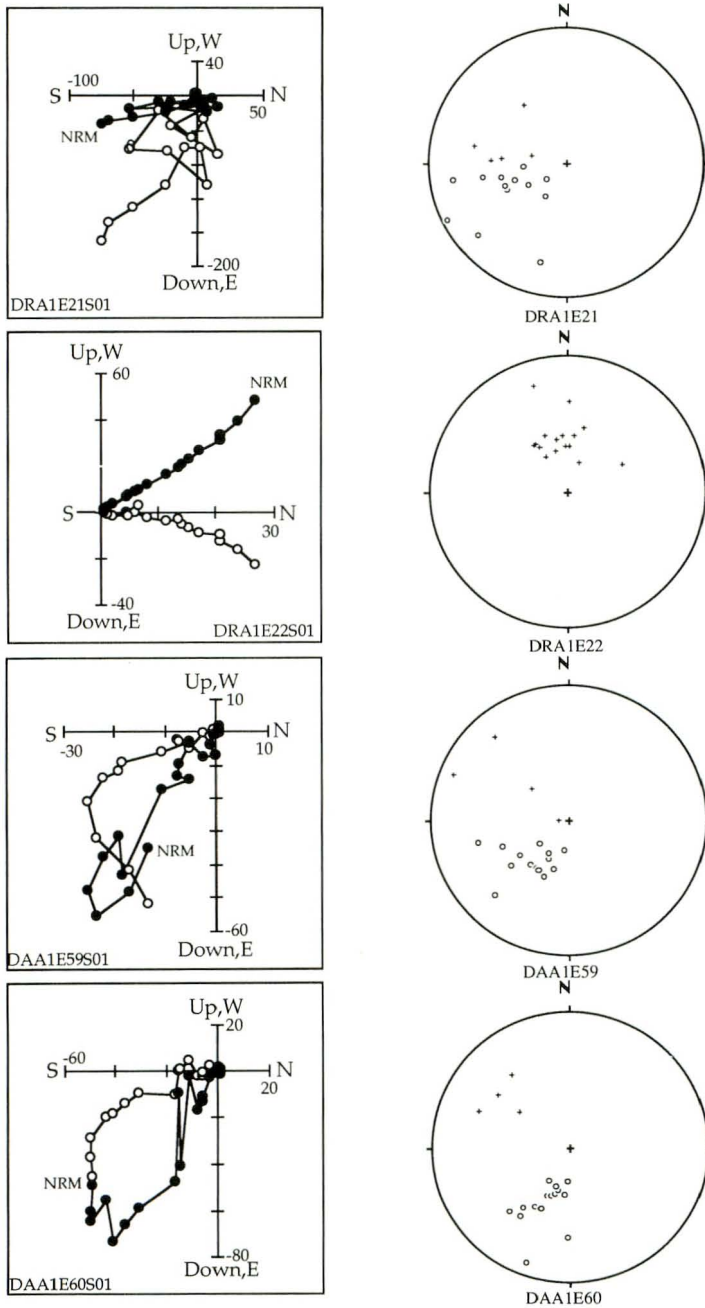 Up,W
40
-100
S
N
50
NRM
-200
Down,E
DRA1E21S01
N
DRA1E21
Up,W
60
NRM
S
N
30
-40
Down,E
DRA1E22S01
N
DRA1E22
Up,W
10
S
N
-30
10
NRM
-60
Down,E
DAA1E59S01
N
DAA1E59
Up,W
20
-60
S
N
20
NRM
-80
Down,E
DAA1E60S01
N
DAA1E60